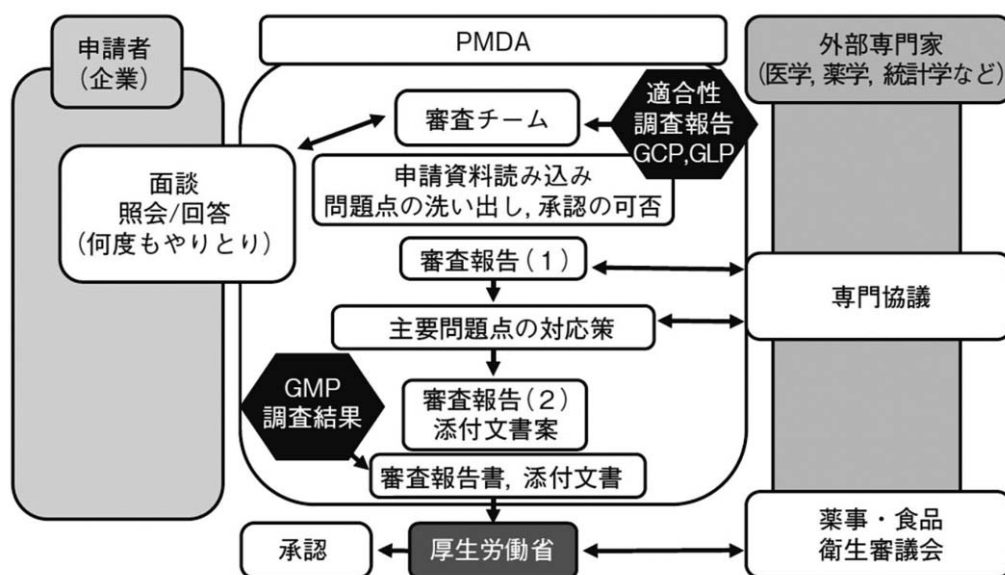 申請者
(企業)
PMDA
外部専門家
(医学, 薬学, 統計学など)
審査チーム
適合性
調査報告
GCP,GLP
面談
照会/回答
(何度もやりとり)
申請資料読み込み
問題点の洗い出し, 承認の可否
審査報告(1)
専門協議
主要問題点の対応策
GMP
調査結果
審査報告(2)
添付文書案
審査報告書, 添付文書
承認
厚生労働省
薬事・食品
衛生審議会